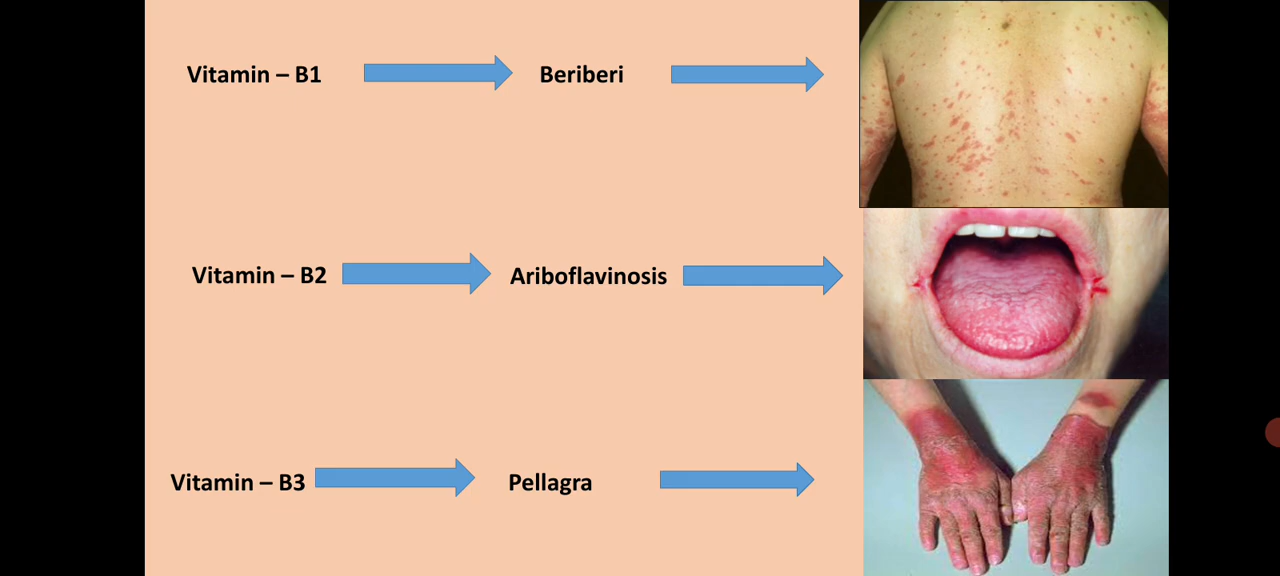 Vitamin – B1 Beriberi
Vitamin – B2 Ariboflavinosis
Vitamin – B3 Pellagra